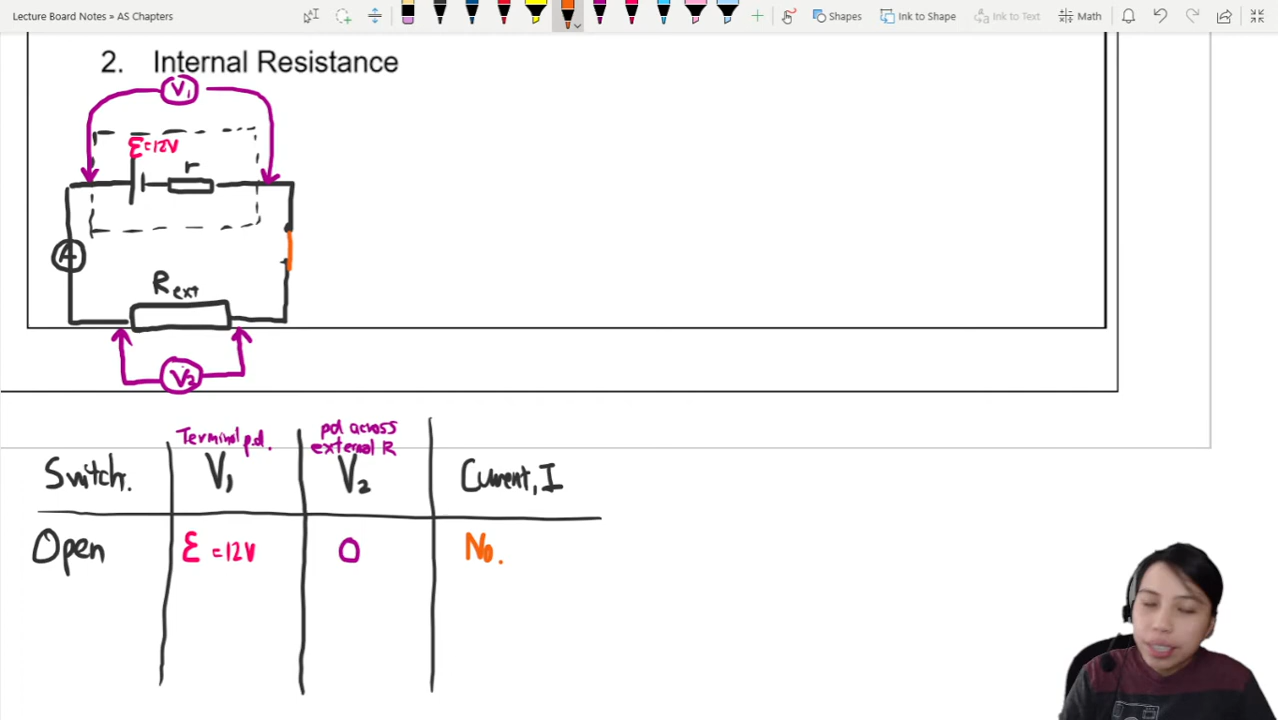 Lecture Board Notes » AS Chapters
Shapes
Ink to Shape
Ink to Text
Math
2. Internal Resistance
V₁
Ɛ=12V
r
A
R ext
V₂
Terminal p.d.
pd across
external R
Switch.
V₁
V₂
Current, I
Open
Ɛ = 12V
0
No.